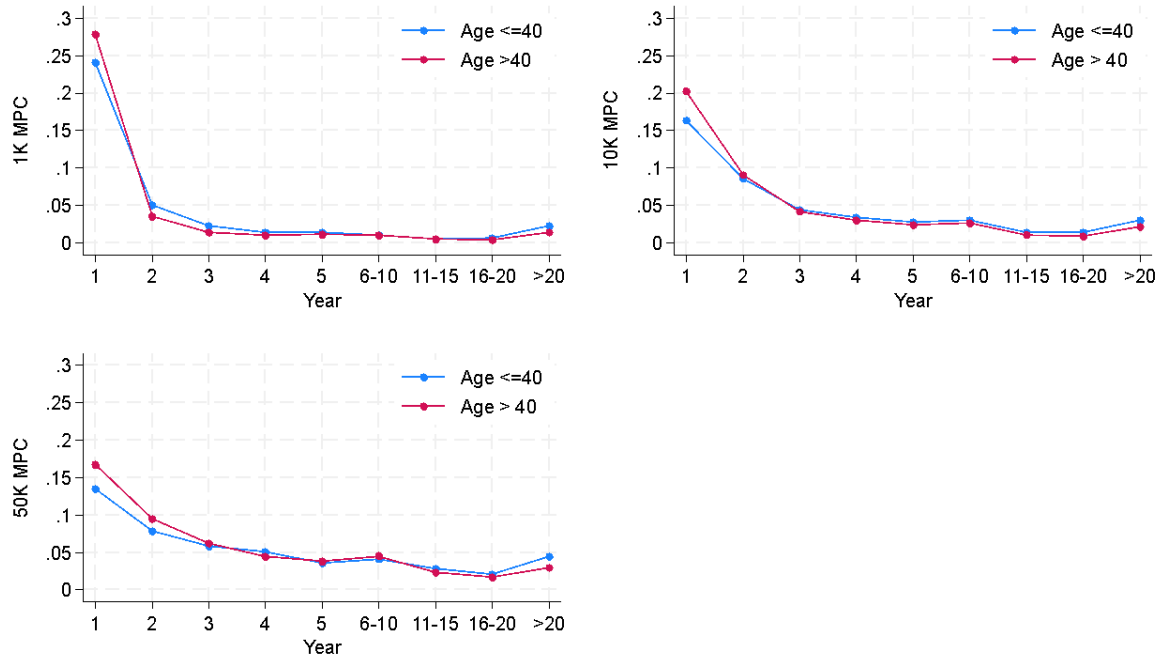 .3
.25
.2
.15
.1
.05
0
1K MPC
Age <=40
Age >40
1 2 3 4 5 6-10 11-15 16-20 >20
Year
.3
.25
.2
.15
.1
.05
0
10K MPC
Age <=40
Age > 40
1 2 3 4 5 6-10 11-15 16-20 >20
Year
.3
.25
.2
.15
.1
.05
0
50K MPC
Age <=40
Age > 40
1 2 3 4 5 6-10 11-15 16-20 >20
Year